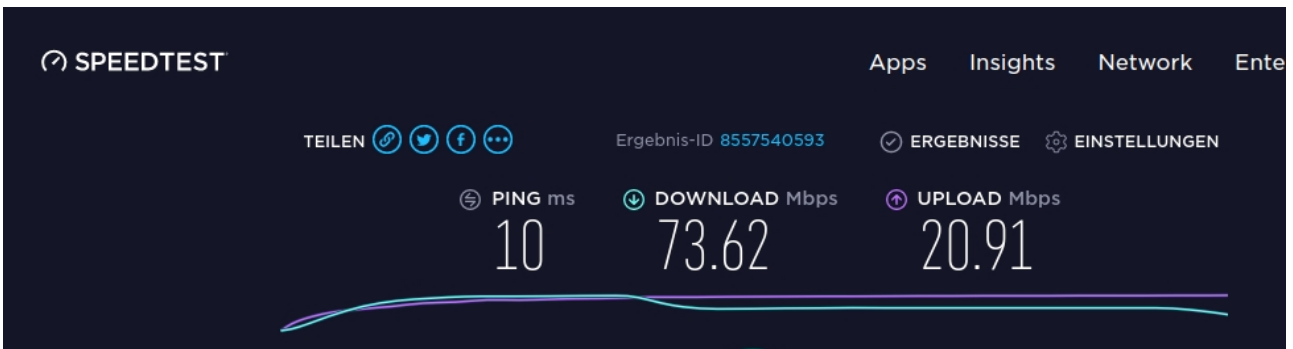 SPEEDTEST
Apps Insights Network Ente
TEILEN Ergebnis-ID 8557540593 ERGEBNISSE EINSTELLUNGEN
PING ms DOWNLOAD Mbps UPLOAD Mbps
10 73.62 20.91